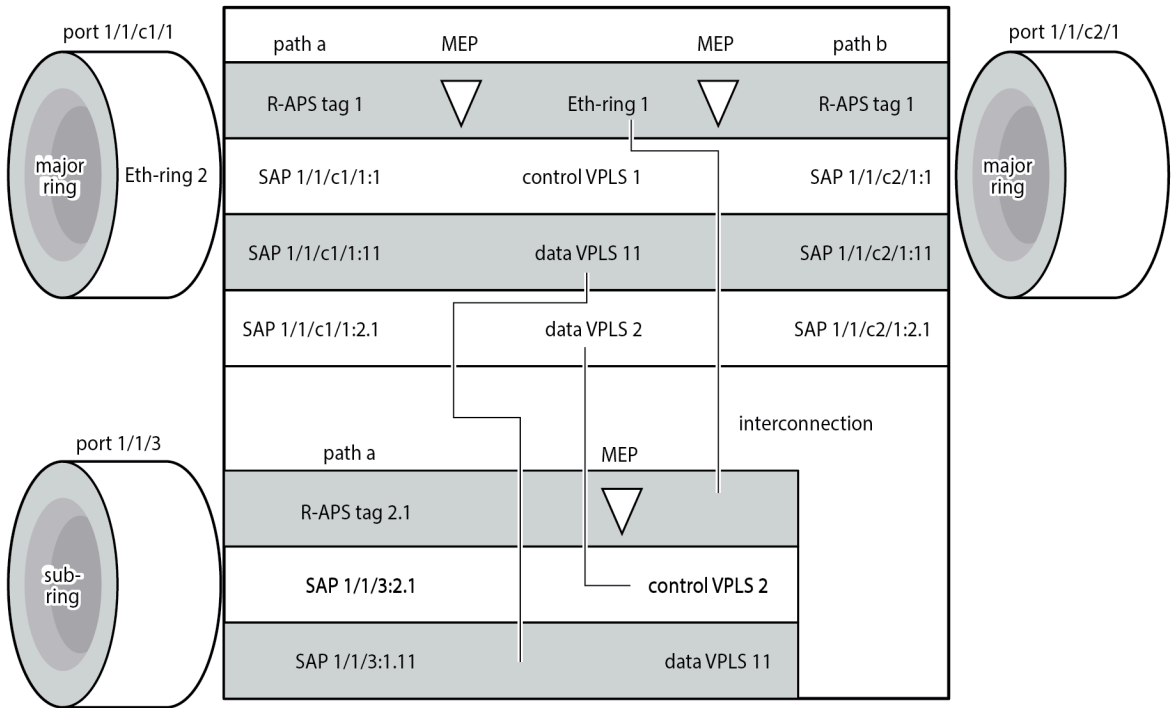 port 1/1/c1/1
port 1/1/c2/1
path a
MEP
MEP
path b
R-APS tag 1
Eth-ring 1
R-APS tag 1
major
ring
Eth-ring 2
SAP 1/1/c1/1:1
control VPLS 1
SAP 1/1/c2/1:1
major
ring
SAP 1/1/c1/1:11
data VPLS 11
SAP 1/1/c2/1:11
SAP 1/1/c1/1:2.1
data VPLS 2
SAP 1/1/c2/1:2.1
interconnection
port 1/1/3
path a
MEP
R-APS tag 2.1
sub-
ring
SAP 1/1/3:2.1
control VPLS 2
SAP 1/1/3:1.11
data VPLS 11